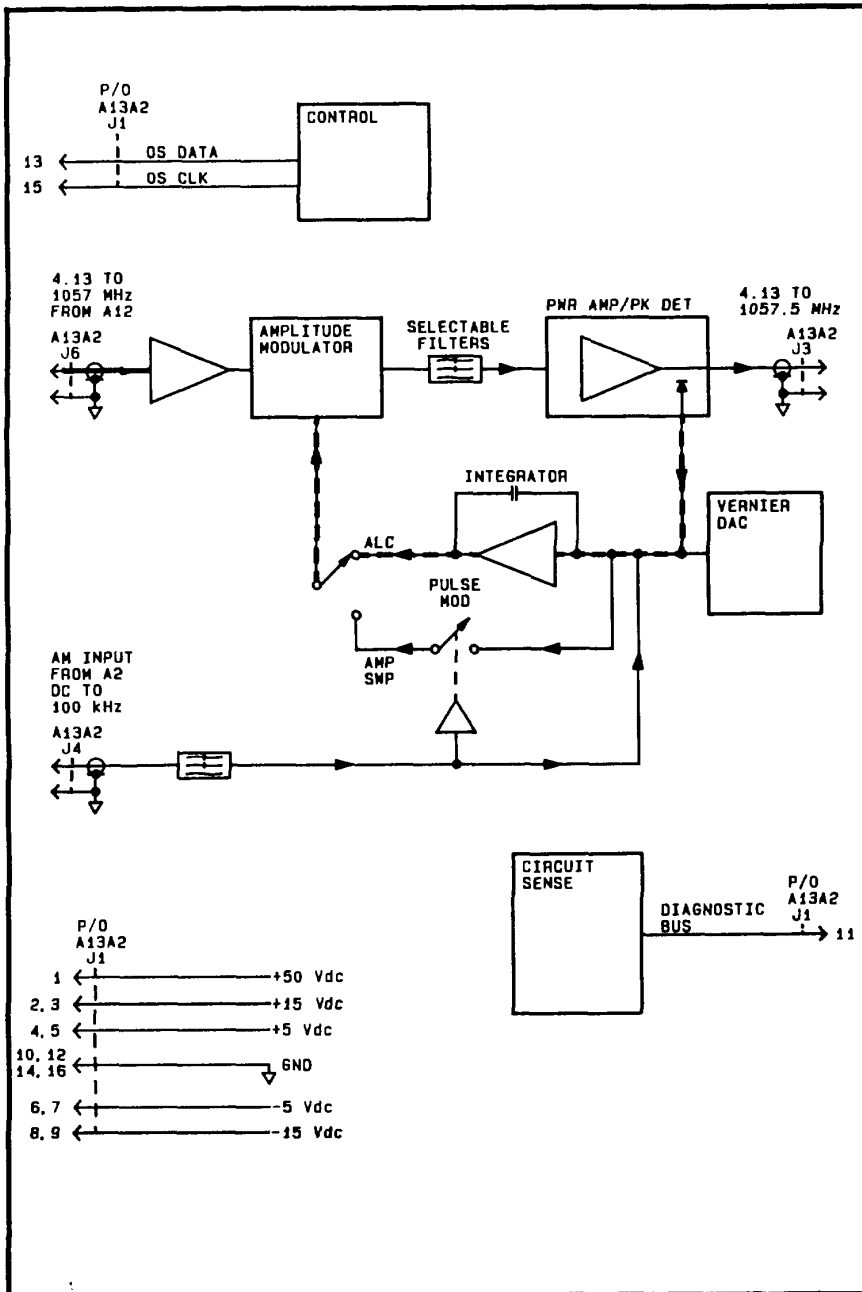 P/O
A13A2
J1
CONTROL
13
OS DATA
15
OS CLK
4.13 TO
1057 MHz
FROM A12
A13A2
J6
AMPLITUDE
MODULATOR
SELECTABLE
FILTERS
PWR AMP/PK DET
4.13 TO
1057.5 MHz
A13A2
J3
INTEGRATOR
VERNIER
DAC
ALC
PULSE
MOD
AMP
SWP
AM INPUT
FROM A2
DC TO
100 kHz
A13A2
J4
CIRCUIT
SENSE
DIAGNOSTIC
BUS
P/O
A13A2
J1
11
P/O
A13A2
J1
1
+50 Vdc
2,3
+15 Vdc
4,5
+5 Vdc
10,12
14,16
GND
6,7
-5 Vdc
8,9
-15 Vdc